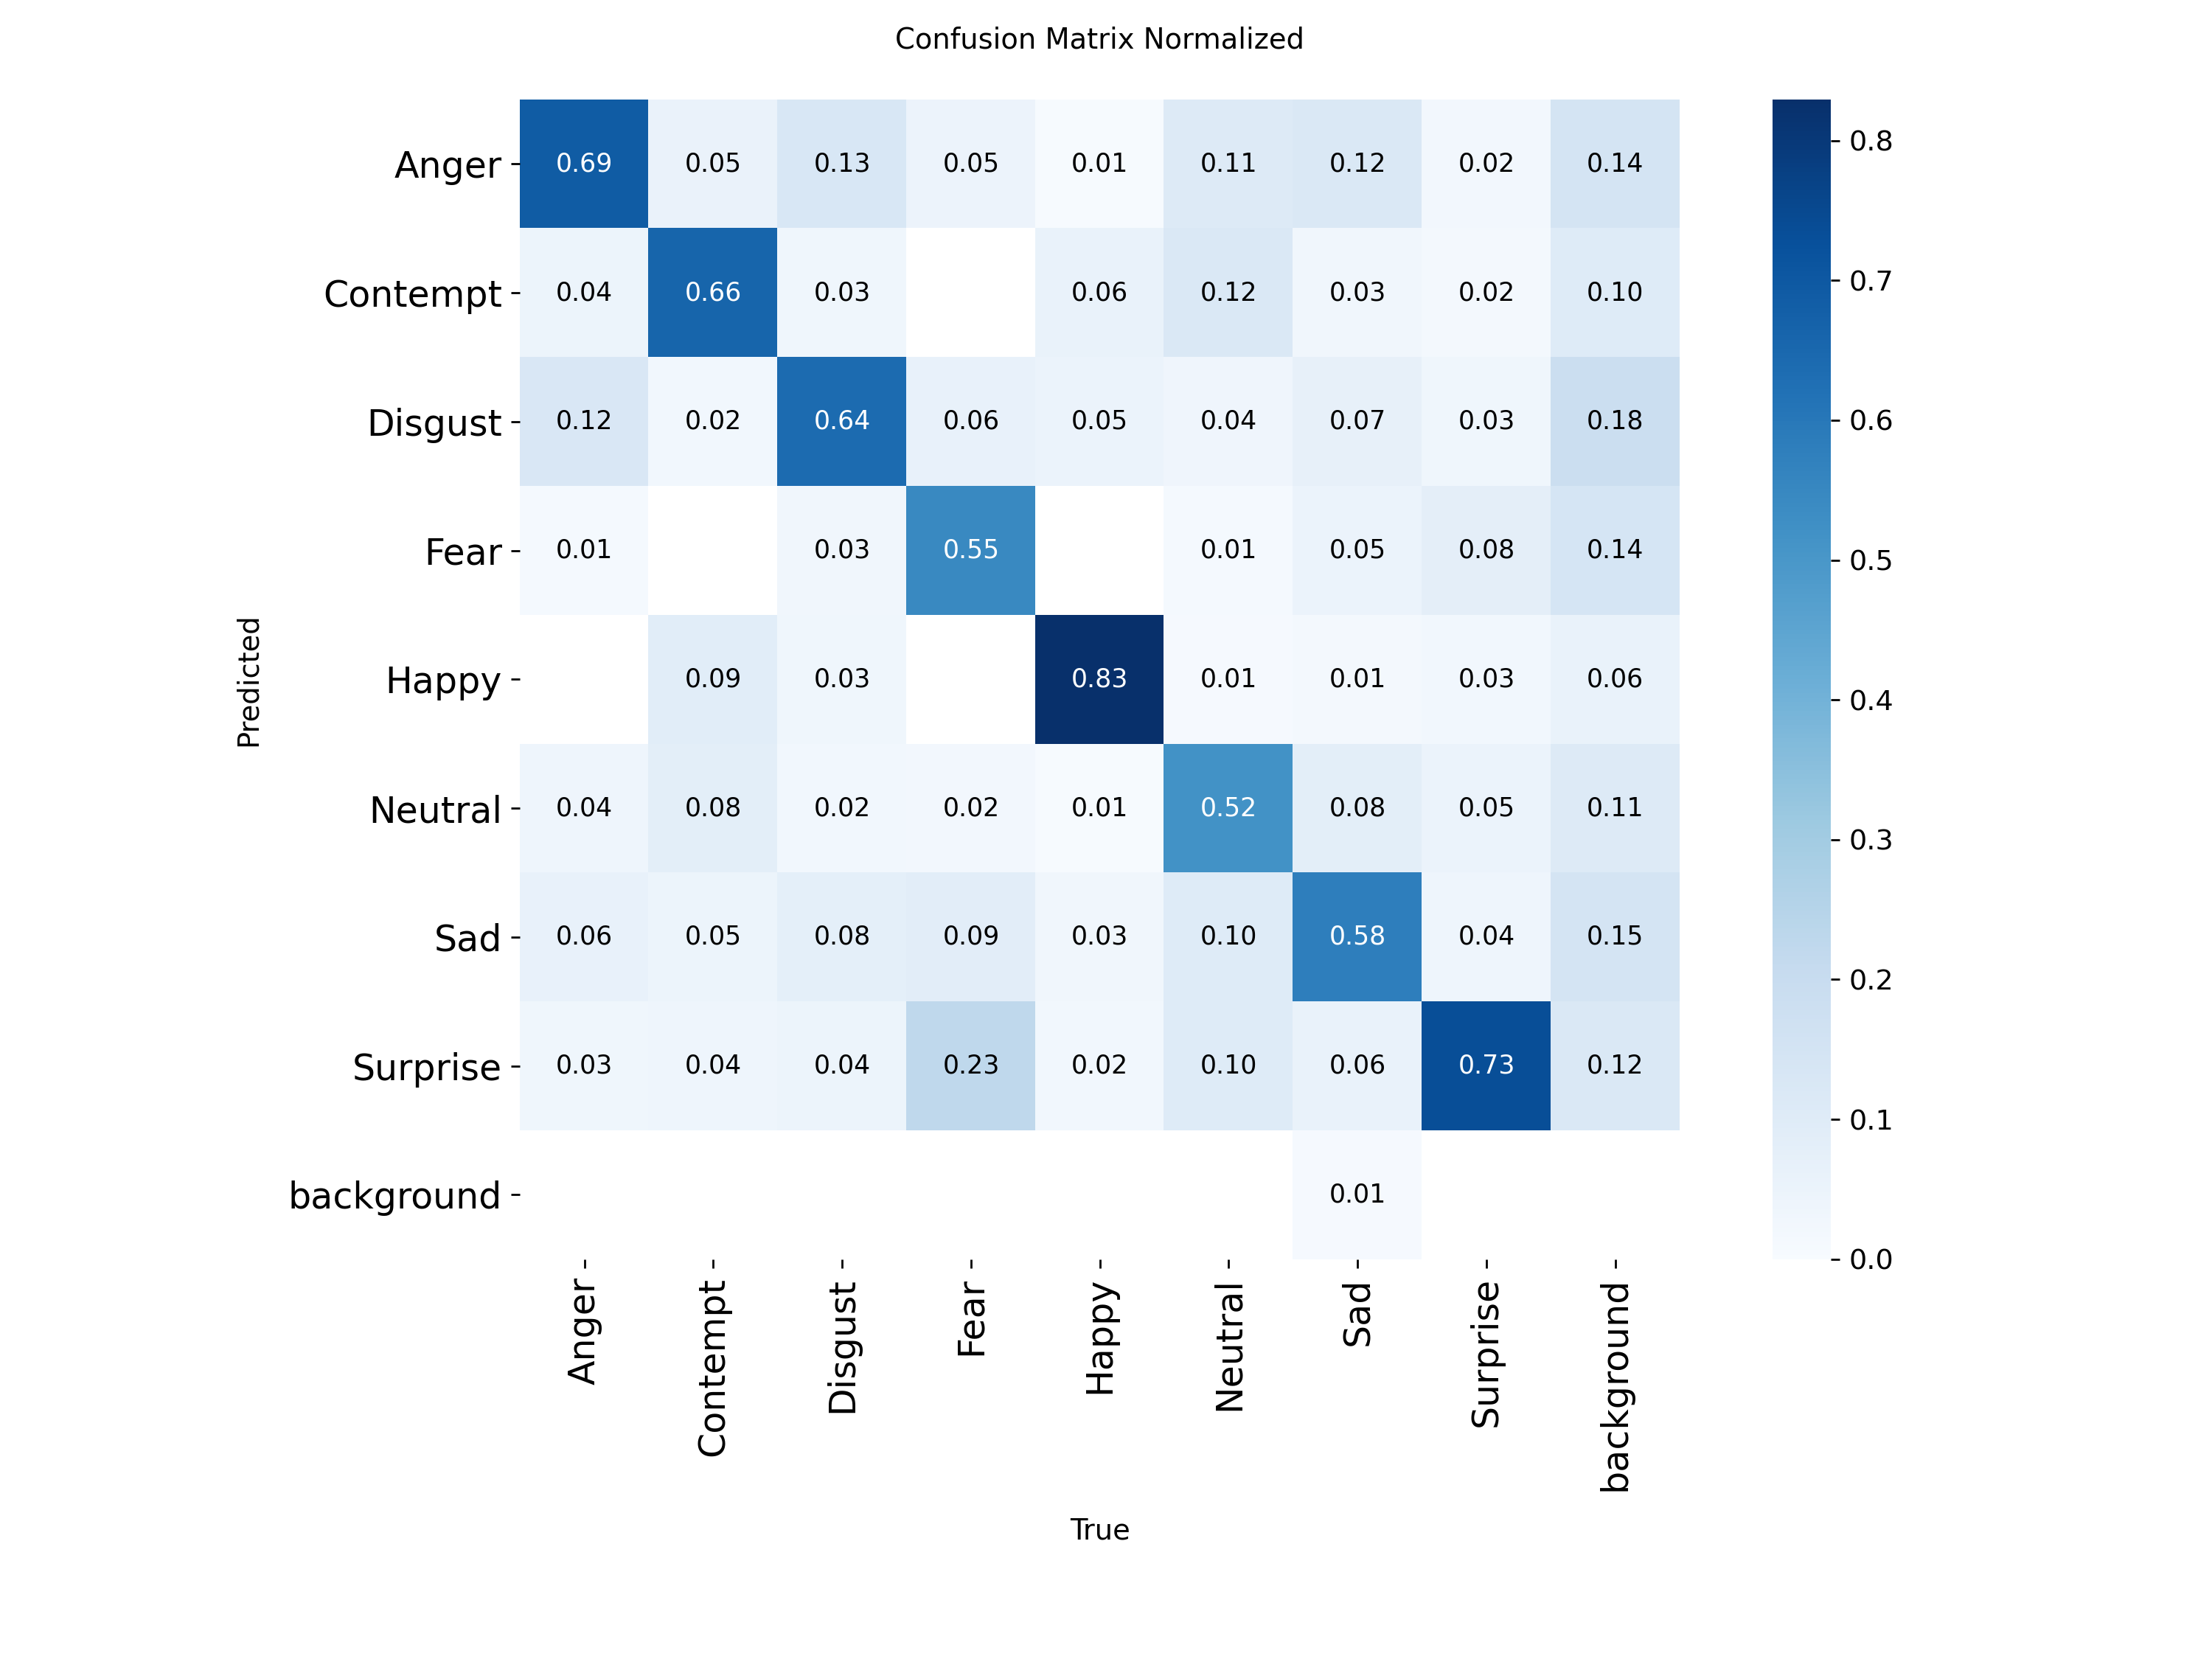 Confusion Matrix Normalized
Anger 0.69 0.05 0.13 0.05 0.01 0.11 0.12 0.02 0.14
Contempt 0.04 0.66 0.03 0.06 0.12 0.03 0.02 0.10
Disgust 0.12 0.02 0.64 0.06 0.05 0.04 0.07 0.03 0.18
Fear 0.01 0.03 0.55 0.01 0.05 0.08 0.14
Happy 0.09 0.03 0.83 0.01 0.01 0.03 0.06
Neutral 0.04 0.08 0.02 0.02 0.01 0.52 0.08 0.05 0.11
Sad 0.06 0.05 0.08 0.09 0.03 0.10 0.58 0.04 0.15
Surprise 0.03 0.04 0.04 0.23 0.02 0.10 0.06 0.73 0.12
background 0.01
Predicted
Anger Contempt Disgust Fear Happy Neutral Sad Surprise background
True
0.8
0.7
0.6
0.5
0.4
0.3
0.2
0.1
0.0